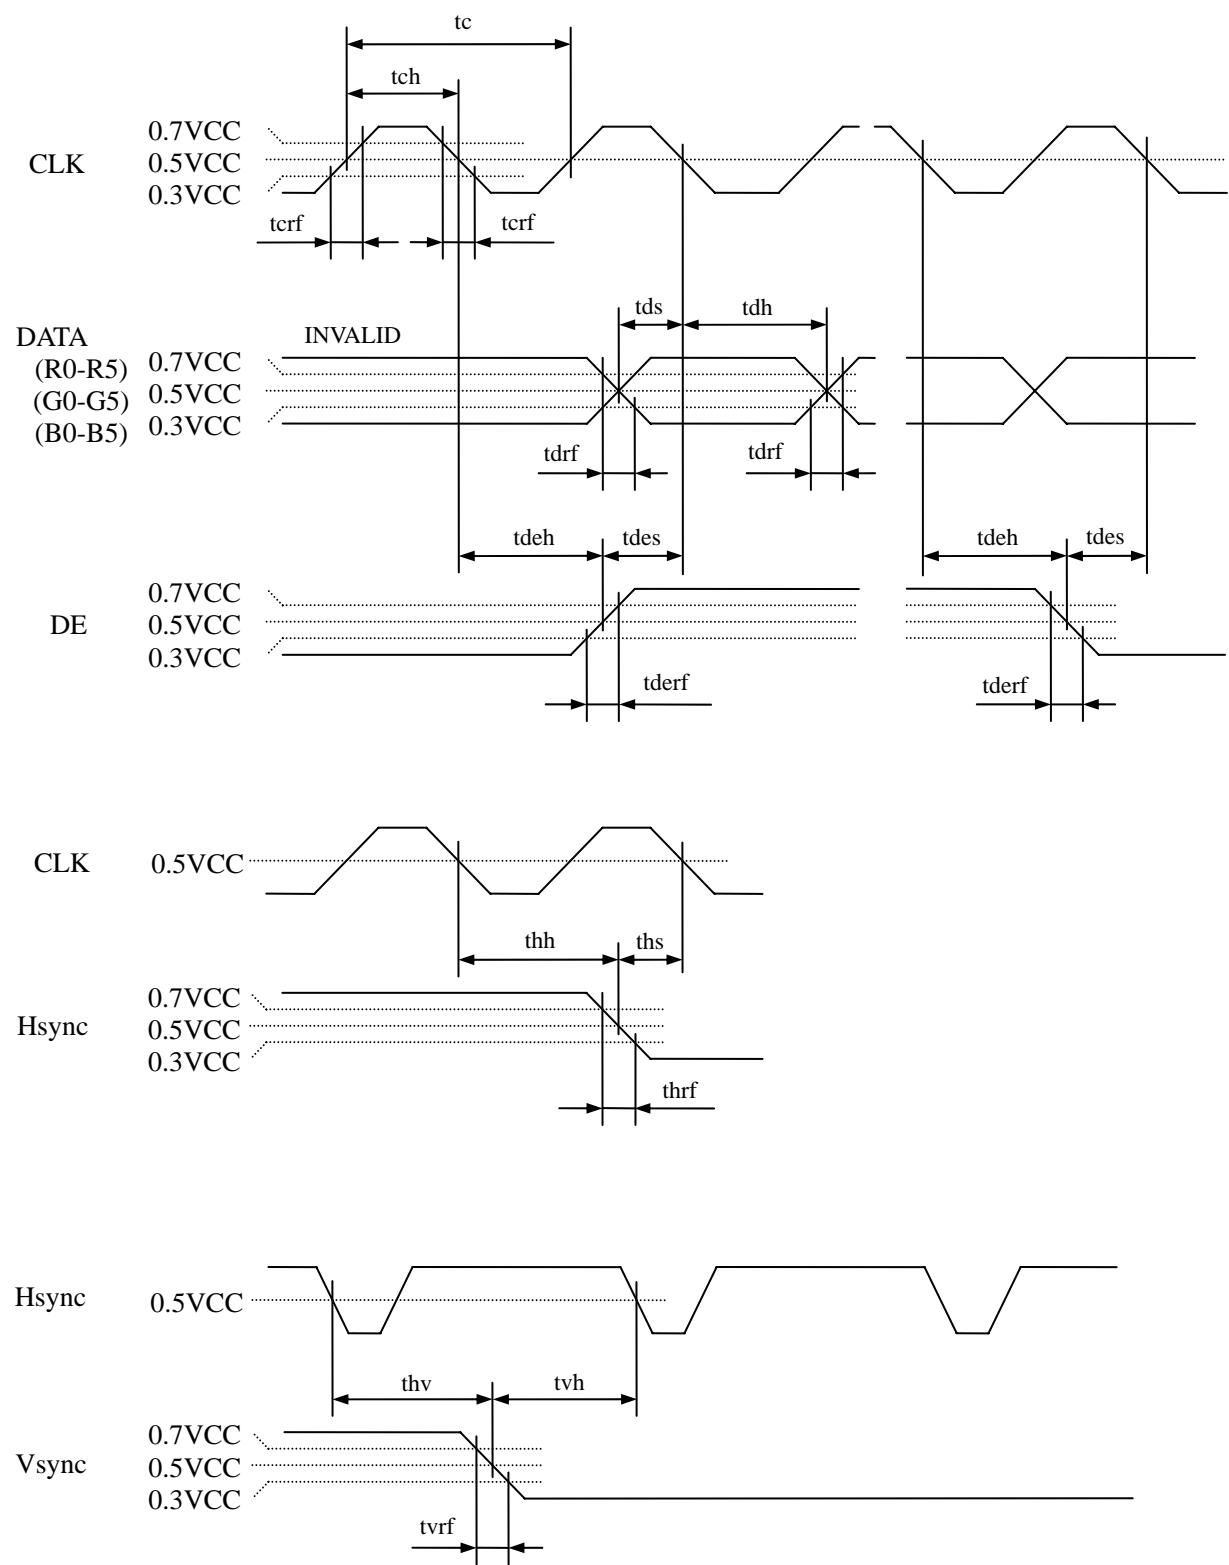 tc
tch
0.7VCC
CLK 0.5VCC
0.3VCC
tcrf tcrf
tds tdh
DATA INVALID
(R0-R5) 0.7VCC
(G0-G5) 0.5VCC
(B0-B5) 0.3VCC
tdrf tdrf
tdeh tdes tdeh tdes
0.7VCC
DE 0.5VCC
0.3VCC
tderf tderf
CLK 0.5VCC
thh ths
0.7VCC
Hsync 0.5VCC
0.3VCC
thrf
Hsync 0.5VCC
thv tvh
0.7VCC
Vsync 0.5VCC
0.3VCC
tvrf